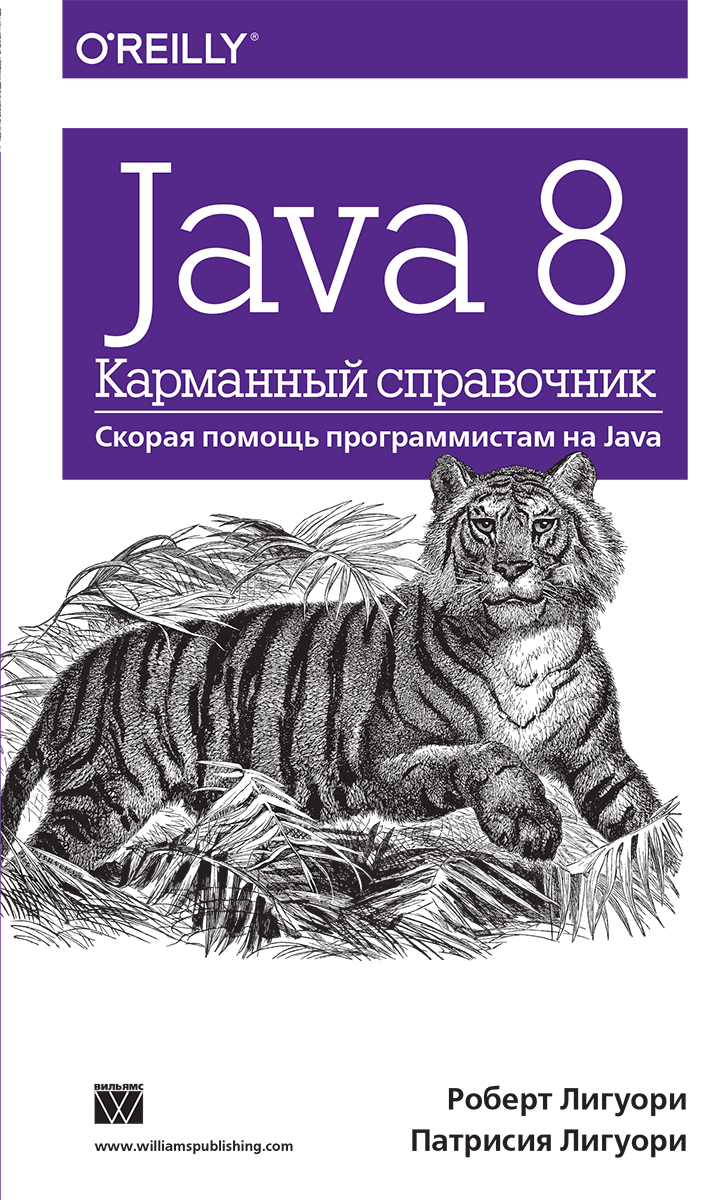 O'REILLY®
Java 8
Карманный справочник
Скорая помощь программистам на Java
ВИЛЬЯМС
W
www.williamspublishing.com
Роберт Лигуори
Патрисия Лигуори